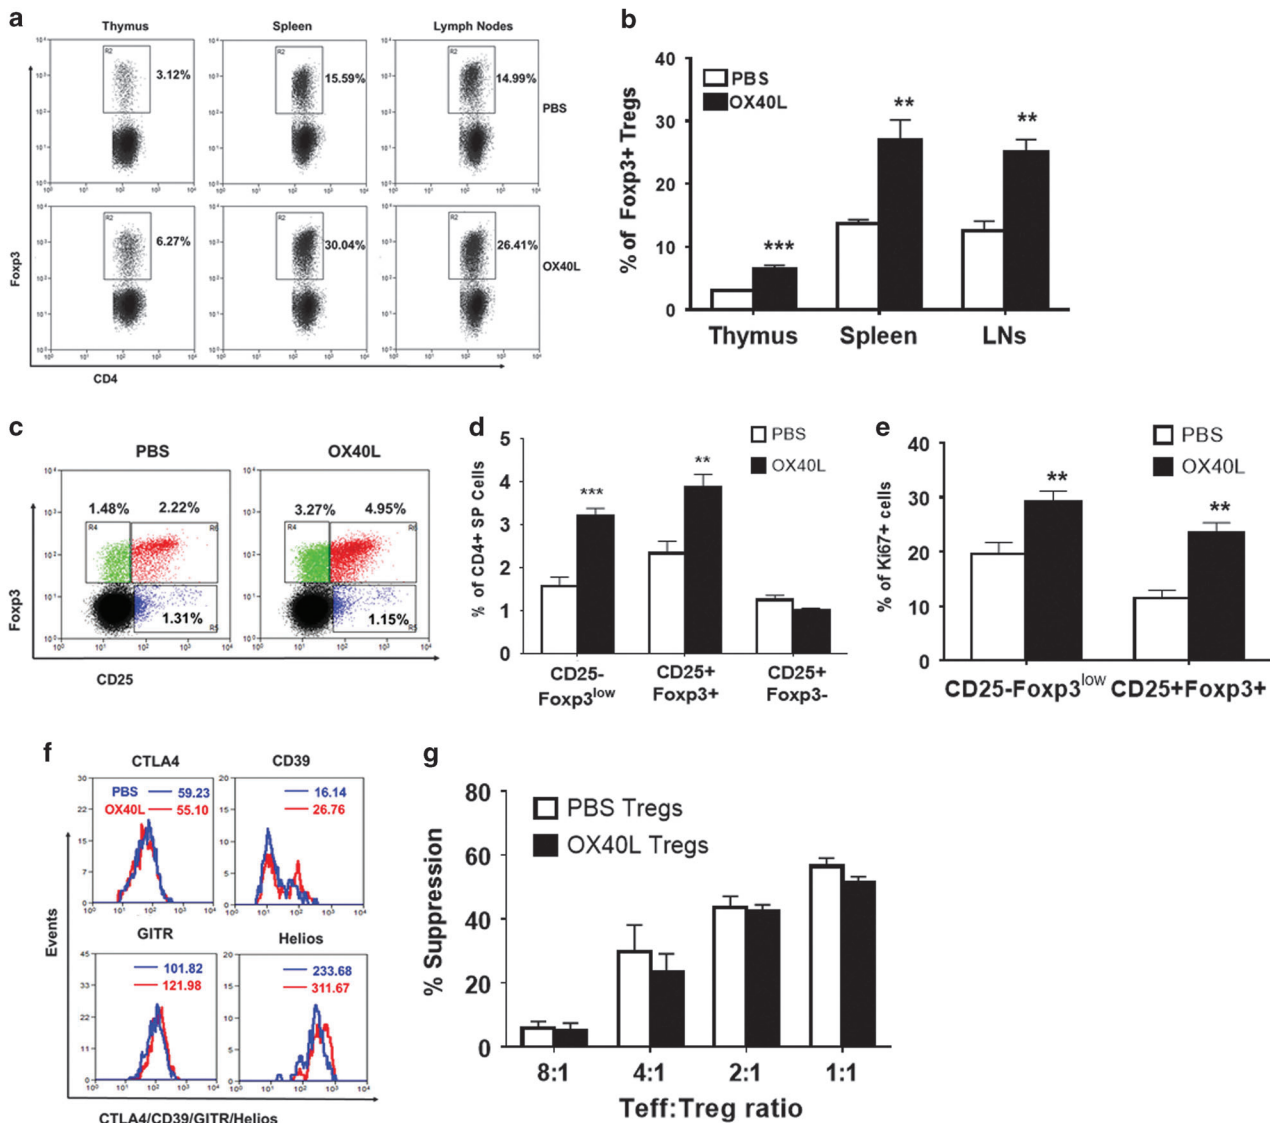 a
Thymus Spleen Lymph Nodes
R2 3.12% R2 15.59% R2 14.99%
PBS
R2 6.27% R2 30.04% R2 26.41%
OX40L
Foxp3
CD4
b
% of Foxp3+ Tregs
40
30
20
10
0
PBS
OX40L
*** ** **
Thymus Spleen LNs
c
PBS OX40L
1.48% 2.22% 3.27% 4.95%
R4 R6 R4 R6
1.31% R5 1.15% R5
Foxp3
CD25
d
% of CD4+ SP Cells
5
4
3
2
1
0
PBS
OX40L
*** **
CD25- CD25+ CD25+
Foxp3low Foxp3+ Foxp3-
e
% of Ki67+ cells
40
30
20
10
0
PBS
OX40L
** **
CD25-Foxp3low CD25+Foxp3+
f
CTLA4 CD39
PBS 59.23 16.14
OX40L 55.10 26.76
GITR Helios
101.82 233.68
121.98 311.67
Events
CTLA4/CD39/GITR/Helios
g
% Suppression
80
60
40
20
0
PBS Tregs
OX40L Tregs
8:1 4:1 2:1 1:1
Teff:Treg ratio